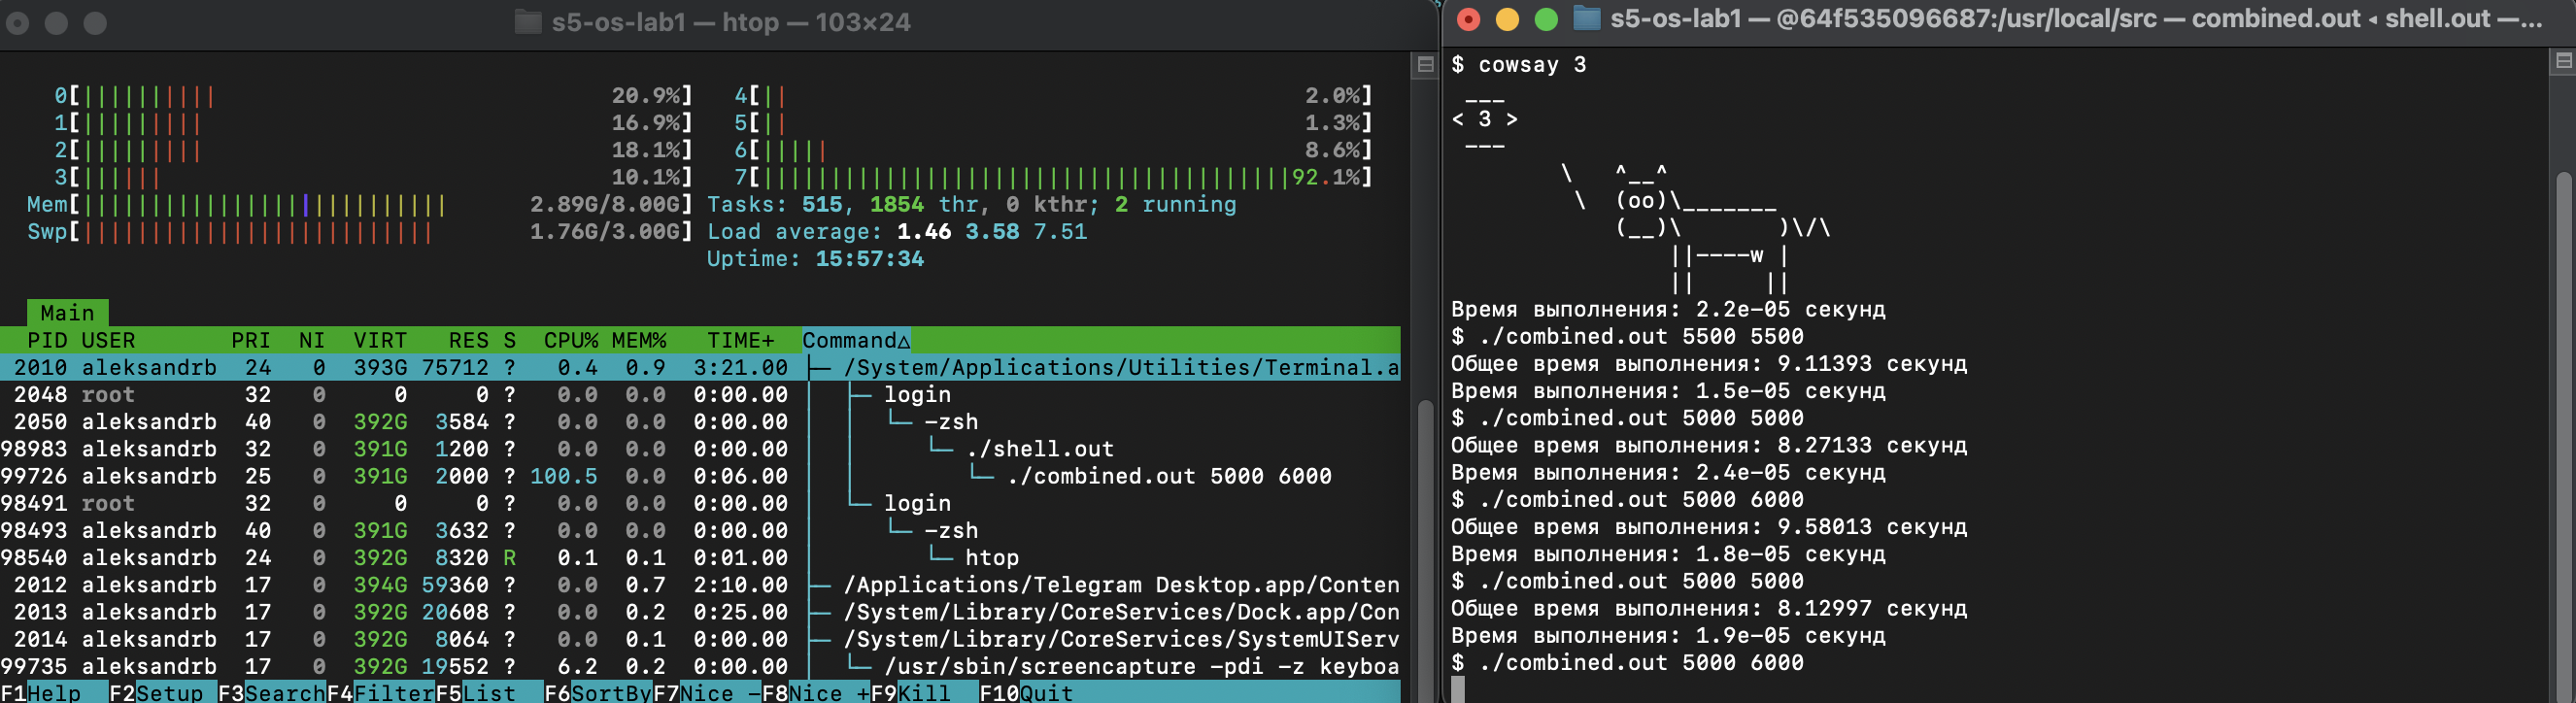 s5-os-lab1 — htop — 103×24
0[||||||||||                             20.9%]   4[||                                      2.0%]
1[|||||||||                              16.9%]   5[||                                      1.3%]
2[|||||||||                              18.1%]   6[|||||                                   8.6%]
3[||||||                                 10.1%]   7[|||||||||||||||||||||||||||||||||||||||92.1%]
Mem[|||||||||||||||||||||||||||      2.89G/8.00G] Tasks: 515, 1854 thr, 0 kthr; 2 running
Swp[||||||||||||||||||||||||||       1.76G/3.00G] Load average: 1.46 3.58 7.51
Uptime: 15:57:34
Main
PID USER PRI NI VIRT RES S CPU% MEM% TIME+ Command△
2010 aleksandrb 24 0 393G 75712 ? 0.4 0.9 3:21.00 ├─ /System/Applications/Utilities/Terminal.a
2048 root 32 0 0 0 ? 0.0 0.0 0:00.00 │  ├─ login
2050 aleksandrb 40 0 392G 3584 ? 0.0 0.0 0:00.00 │  │  └─ -zsh
98983 aleksandrb 32 0 391G 1200 ? 0.0 0.0 0:00.00 │  │     └─ ./shell.out
99726 aleksandrb 25 0 391G 2000 ? 100.5 0.0 0:06.00 │  │        └─ ./combined.out 5000 6000
98491 root 32 0 0 0 ? 0.0 0.0 0:00.00 │  └─ login
98493 aleksandrb 40 0 391G 3632 ? 0.0 0.0 0:00.00 │     └─ -zsh
98540 aleksandrb 24 0 392G 8320 R 0.1 0.1 0:01.00 │        └─ htop
2012 aleksandrb 17 0 394G 59360 ? 0.0 0.7 2:10.00 ├─ /Applications/Telegram Desktop.app/Conten
2013 aleksandrb 17 0 392G 20608 ? 0.0 0.2 0:25.00 ├─ /System/Library/CoreServices/Dock.app/Con
2014 aleksandrb 17 0 392G 8064 ? 0.0 0.1 0:00.00 ├─ /System/Library/CoreServices/SystemUIServ
99735 aleksandrb 17 0 392G 19552 ? 6.2 0.2 0:00.00 │  └─ /usr/sbin/screencapture -pdi -z keyboa
F1Help  F2Setup F3SearchF4FilterF5List  F6SortByF7Nice -F8Nice +F9Kill  F10Quit
s5-os-lab1 — @64f535096687:/usr/local/src — combined.out ◂ shell.out —...
$ cowsay 3
 ___
< 3 >
 ---
        \   ^__^
         \  (oo)\_______
            (__)\       )\/\
                ||----w |
                ||     ||
Время выполнения: 2.2e-05 секунд
$ ./combined.out 5500 5500
Общее время выполнения: 9.11393 секунд
Время выполнения: 1.5e-05 секунд
$ ./combined.out 5000 5000
Общее время выполнения: 8.27133 секунд
Время выполнения: 2.4e-05 секунд
$ ./combined.out 5000 6000
Общее время выполнения: 9.58013 секунд
Время выполнения: 1.8e-05 секунд
$ ./combined.out 5000 5000
Общее время выполнения: 8.12997 секунд
Время выполнения: 1.9e-05 секунд
$ ./combined.out 5000 6000